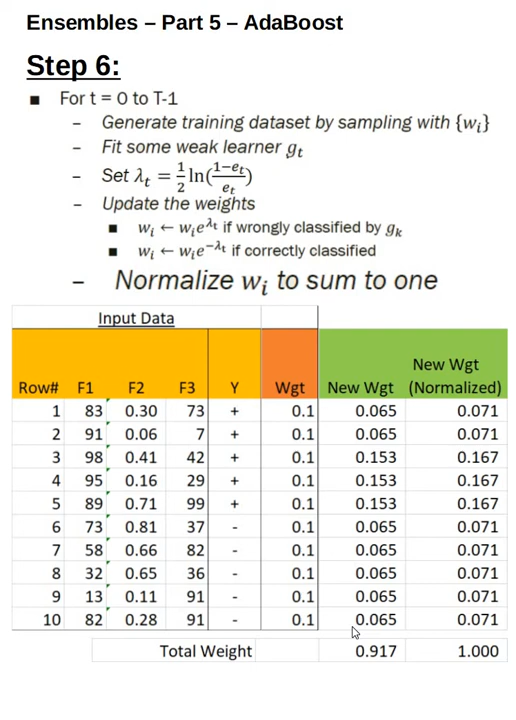 Ensembles – Part 5 – AdaBoost
Step 6:
■ For t = 0 to T-1
– Generate training dataset by sampling with {wᵢ}
– Fit some weak learner gₜ
– Set λₜ = 1/2 ln((1−eₜ)/eₜ)
– Update the weights
■ wᵢ ← wᵢe^λₜ if wrongly classified by gₖ
■ wᵢ ← wᵢe^−λₜ if correctly classified
– Normalize wᵢ to sum to one
Input Data
New Wgt
Row# F1 F2 F3 Y Wgt New Wgt (Normalized)
1 83 0.30 73 + 0.1 0.065 0.071
2 91 0.06 7 + 0.1 0.065 0.071
3 98 0.41 42 + 0.1 0.153 0.167
4 95 0.16 29 + 0.1 0.153 0.167
5 89 0.71 99 + 0.1 0.153 0.167
6 73 0.81 37 - 0.1 0.065 0.071
7 58 0.66 82 - 0.1 0.065 0.071
8 32 0.65 36 - 0.1 0.065 0.071
9 13 0.11 91 - 0.1 0.065 0.071
10 82 0.28 91 - 0.1 0.065 0.071
Total Weight 0.917 1.000